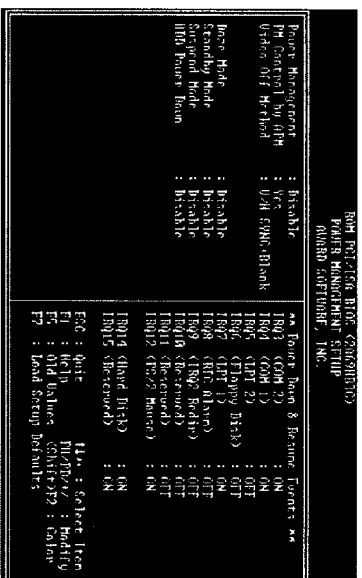 ROM PCI/ISA BIOS
POWER MANAGEMENT SETUP
AWARD SOFTWARE, INC.
Power Management : Disable
PM Control by APM : Yes
Video Off Method : V/H SYNC+Blank
Doze Mode : Disable
Standby Mode : Disable
Suspend Mode : Disable
HDD Power Down : Disable
** Power Down & Resume Events **
IRQ3 (COM 2) : ON
IRQ4 (COM 1) : ON
IRQ5 (LPT 2) : OFF
IRQ6 (Floppy Disk) : OFF
IRQ7 (LPT 1) : ON
IRQ8 (RTC Alarm) : OFF
IRQ9 (IRQ2 Redir) : OFF
IRQ10 (Reserved) : OFF
IRQ11 (Reserved) : OFF
IRQ12 (PS/2 Mouse) : ON
IRQ14 (Hard Disk) : ON
IRQ15 (Reserved) : ON
ESC : Quit ↑↓→← : Select Item
F1 : Help PU/PD/+/- : Modify
F5 : Old Values (Shift)F2 : Color
F7 : Load Setup Defaults